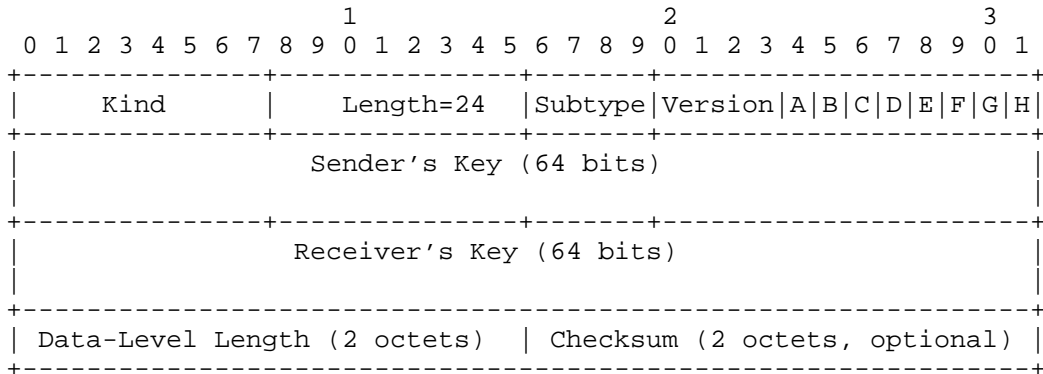 1                   2                   3
 0 1 2 3 4 5 6 7 8 9 0 1 2 3 4 5 6 7 8 9 0 1 2 3 4 5 6 7 8 9 0 1
+---------------+---------------+-------+-----------------------+
|     Kind      |    Length=24  |Subtype|Version|A|B|C|D|E|F|G|H|
+---------------+---------------+-------+-----------------------+
|                  Sender’s Key (64 bits)                       |
|                                                               |
+---------------+---------------+-------+-----------------------+
|                 Receiver’s Key (64 bits)                      |
|                                                               |
+---------------------------------------------------------------+
| Data-Level Length (2 octets)  | Checksum (2 octets, optional) |
+---------------------------------------------------------------+